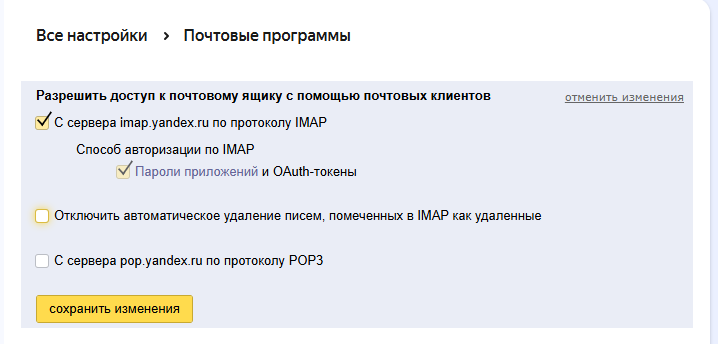 Все настройки › Почтовые программы
Разрешить доступ к почтовому ящику с помощью почтовых клиентов
отменить изменения
С сервера imap.yandex.ru по протоколу IMAP
Способ авторизации по IMAP
Пароли приложений и OAuth-токены
Отключить автоматическое удаление писем, помеченных в IMAP как удаленные
С сервера pop.yandex.ru по протоколу POP3
сохранить изменения